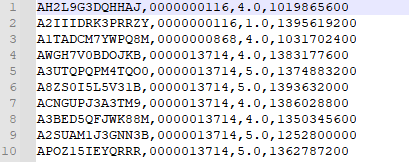 1 AH2L9G3DQHHAJ,0000000116,4.0,1019865600
2 A2IIIDRK3PRRZY,0000000116,1.0,1395619200
3 A1TADCM7YWPQ8M,0000000868,4.0,1031702400
4 AWGH7V0BDOJKB,0000013714,4.0,1383177600
5 A3UTQPQPM4TQO0,0000013714,5.0,1374883200
6 A8ZS0I5L5V31B,0000013714,5.0,1393632000
7 ACNGUPJ3A3TM9,0000013714,4.0,1386028800
8 A3BED5QFJWK88M,0000013714,4.0,1350345600
9 A2SUAM1J3GNN3B,0000013714,5.0,1252800000
10 APOZ15IEYQRRR,0000013714,5.0,1362787200